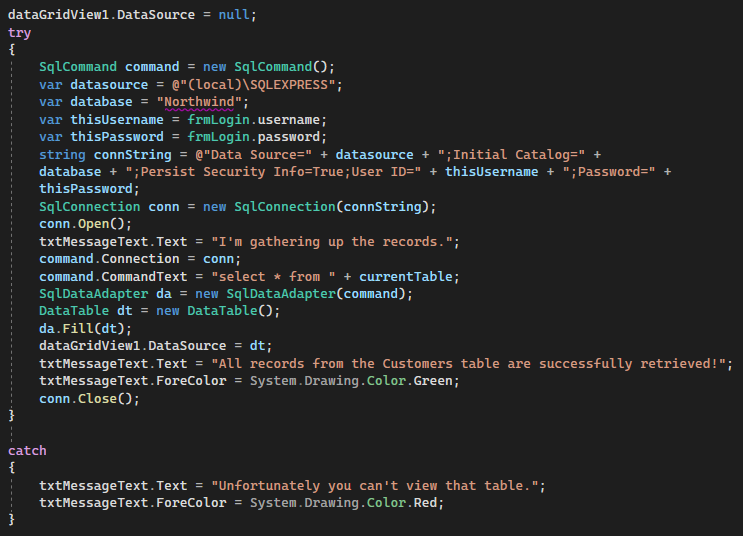 dataGridView1.DataSource = null;
try
{
SqlCommand command = new SqlCommand();
var datasource = @"(local)\SQLEXPRESS";
var database = "Northwind";
var thisUsername = frmLogin.username;
var thisPassword = frmLogin.password;
string connString = @"Data Source=" + datasource + ";Initial Catalog=" +
database + ";Persist Security Info=True;User ID=" + thisUsername + ";Password=" +
thisPassword;
SqlConnection conn = new SqlConnection(connString);
conn.Open();
txtMessageText.Text = "I'm gathering up the records.";
command.Connection = conn;
command.CommandText = "select * from " + currentTable;
SqlDataAdapter da = new SqlDataAdapter(command);
DataTable dt = new DataTable();
da.Fill(dt);
dataGridView1.DataSource = dt;
txtMessageText.Text = "All records from the Customers table are successfully retrieved!";
txtMessageText.ForeColor = System.Drawing.Color.Green;
conn.Close();
}
catch
{
txtMessageText.Text = "Unfortunately you can't view that table.";
txtMessageText.ForeColor = System.Drawing.Color.Red;
}